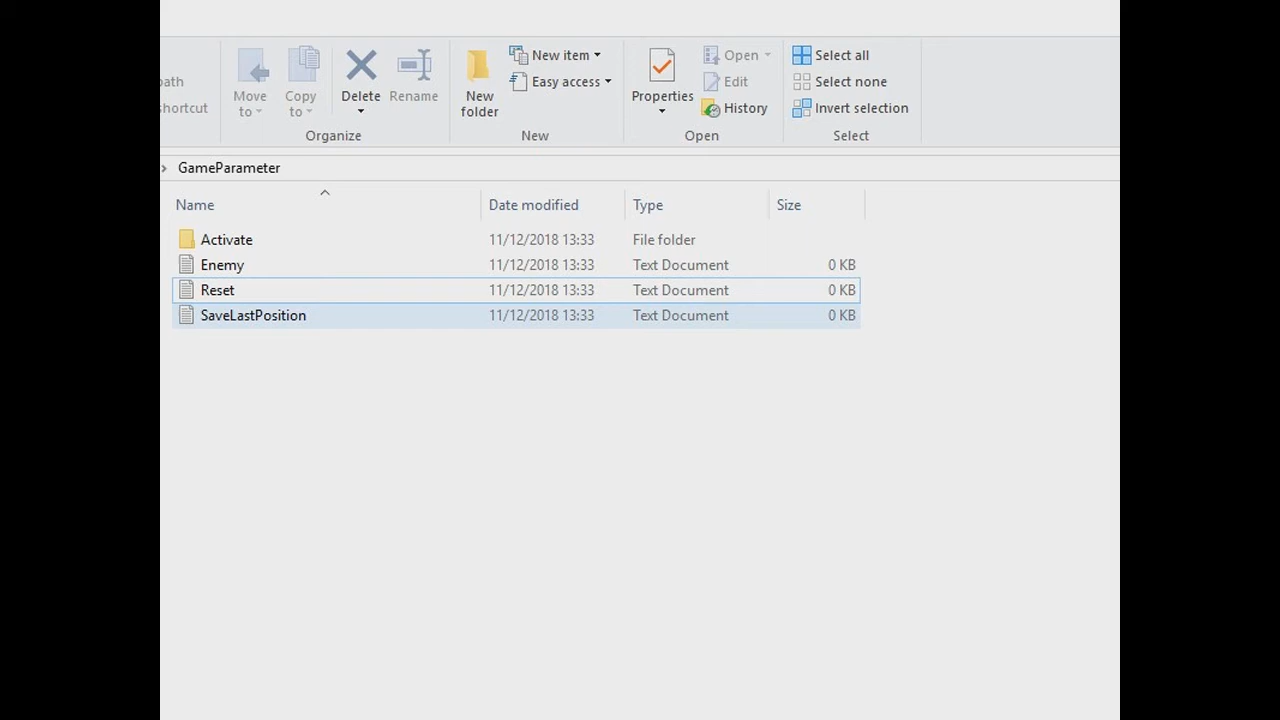 New item
Open
Select all
path
Easy access
Edit
Select none
Move to
Copy to
Delete
Rename
New folder
Properties
shortcut
History
Invert selection
Organize
New
Open
Select
GameParameter
Name Date modified Type Size
Activate 11/12/2018 13:33 File folder
Enemy 11/12/2018 13:33 Text Document 0 KB
Reset 11/12/2018 13:33 Text Document 0 KB
SaveLastPosition 11/12/2018 13:33 Text Document 0 KB